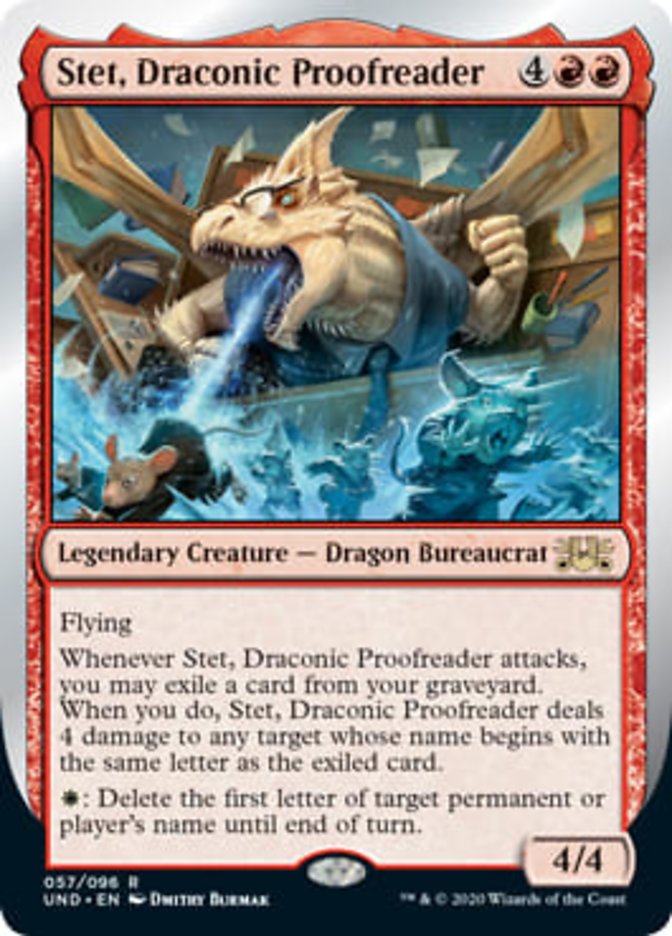 Stet, Draconic Proofreader 4
Legendary Creature — Dragon Bureaucrat
Flying
Whenever Stet, Draconic Proofreader attacks,
you may exile a card from your graveyard.
When you do, Stet, Draconic Proofreader deals
4 damage to any target whose name begins with
the same letter as the exiled card.
: Delete the first letter of target permanent or
player's name until end of turn.
4/4
057/096 R
UND • EN Dmitry Burmak
™ & © 2020 Wizards of the Coast